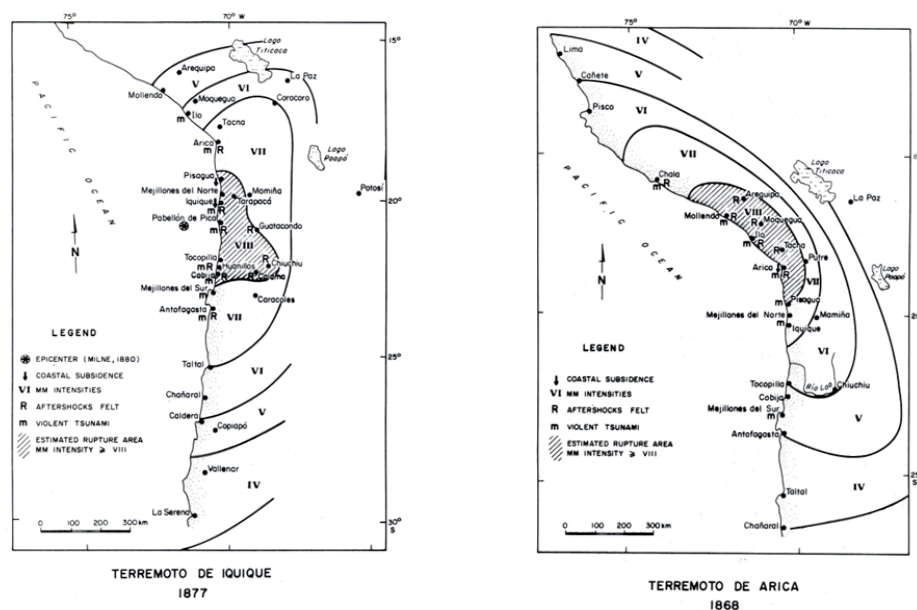 75°
70° W
15°
Lago
Titicaca
Arequipa
V
VI
La Paz
Mollendo
Moquegua
Coracoro
m Ilo
Tacna
PACIFIC OCEAN
Arica
m R
VII
Lago
Poopó
Pisagua
Mejillones del Norte
Mamiña
Potosí
Iquique
Tarapacá
m R
20°
Pabellón de Pica
m R
R Guatacondo
N
VIII
Tocopilla
R
Chiuchiu
m R
Huanillos
Cobija
m R
R
R
Calama
Mejillones del Sur
m
Caracoles
Antofagasta
m R
VII
LEGEND
EPICENTER (MILNE, 1880)
COASTAL SUBSIDENCE
VI MM INTENSITIES
R AFTERSHOCKS FELT
m VIOLENT TSUNAMI
ESTIMATED RUPTURE AREA
MM INTENSITY ≥ VIII
Taltal
25°
VI
Chañaral
Caldera
V
Copiapó
Vallenar
IV
La Serena
30°
S
0 100 200 300 km
TERREMOTO DE IQUIQUE
1877
IV
Lima
V
Cañete
VI
Pisco
VII
15°
Chala
m R
Lago
Titicaca
PACIFIC OCEAN
Arequipa
R
La Paz
VIII
Moquegua
Mollendo
m R
R
Ilo
m R
Tacna
R
Putre
Arica
m R
VII
Lago
Poopó
N
Pisagua
m
Mejillones del Norte
Mamiña
20°
m
Iquique
LEGEND
COASTAL SUBSIDENCE
VI MM INTENSITIES
R AFTERSHOCKS FELT
m VIOLENT TSUNAMI
ESTIMATED RUPTURE AREA
MM INTENSITY ≥ VIII
VI
Tocopilla
Río Loa
Chiuchiu
Cobija
Mejillones del Sur
m
V
Antofagasta
25°
S
IV
Taltal
Chañaral
0 100 200 300 km
75°
70° W
TERREMOTO DE ARICA
1868